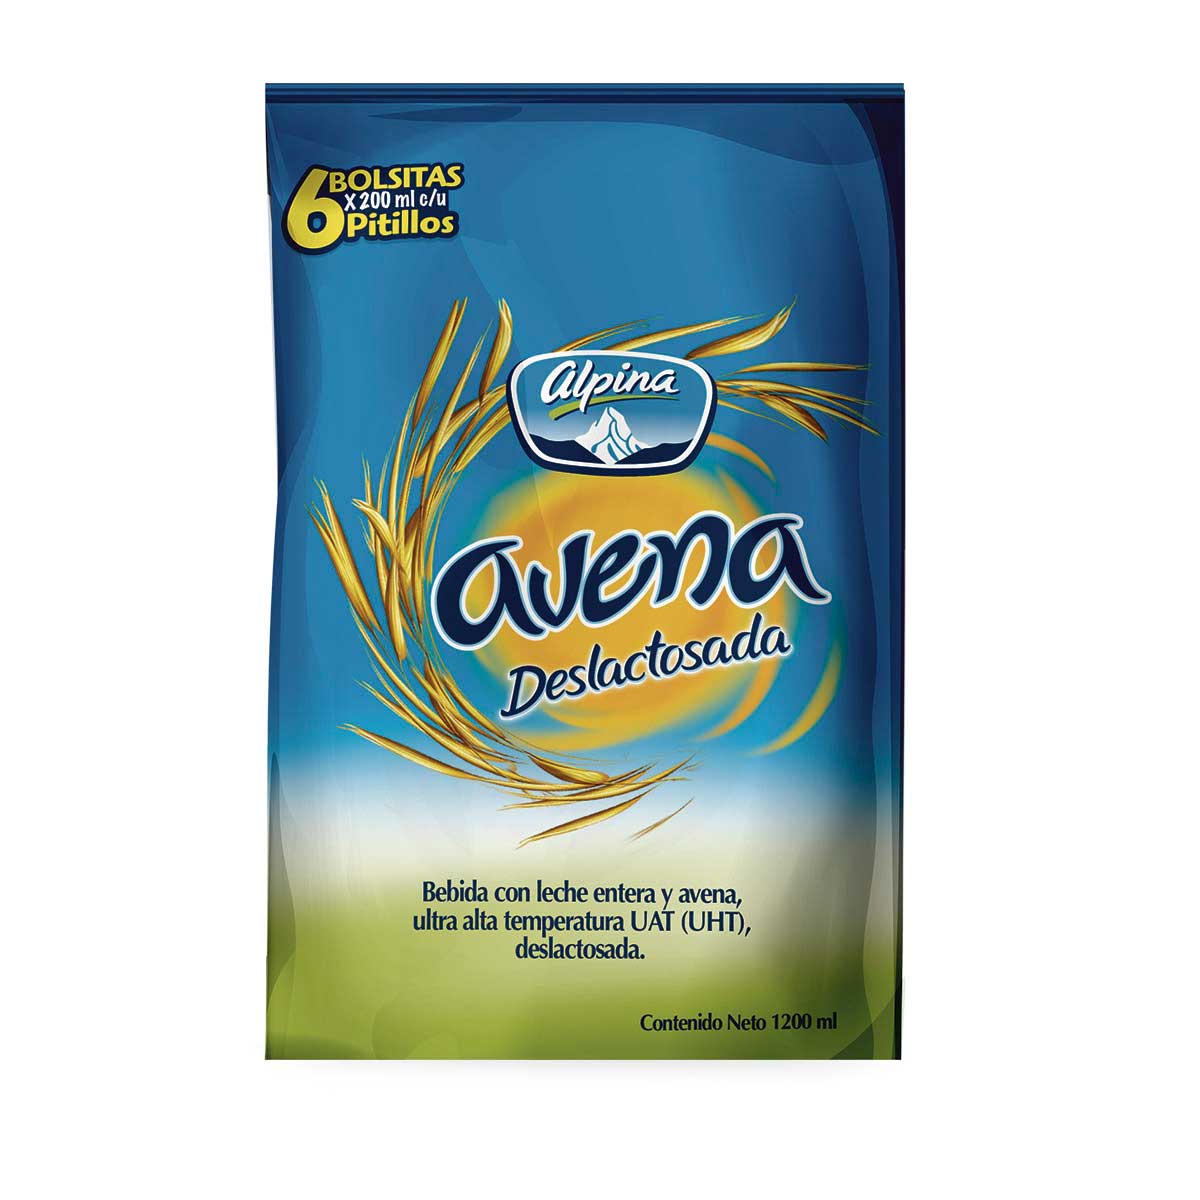 6 BOLSITAS
X 200 ml c/u
Pitillos
alpina
avena
Deslactosada
Bebida con leche entera y avena,
ultra alta temperatura UAT (UHT),
deslactosada.
Contenido Neto 1200 ml